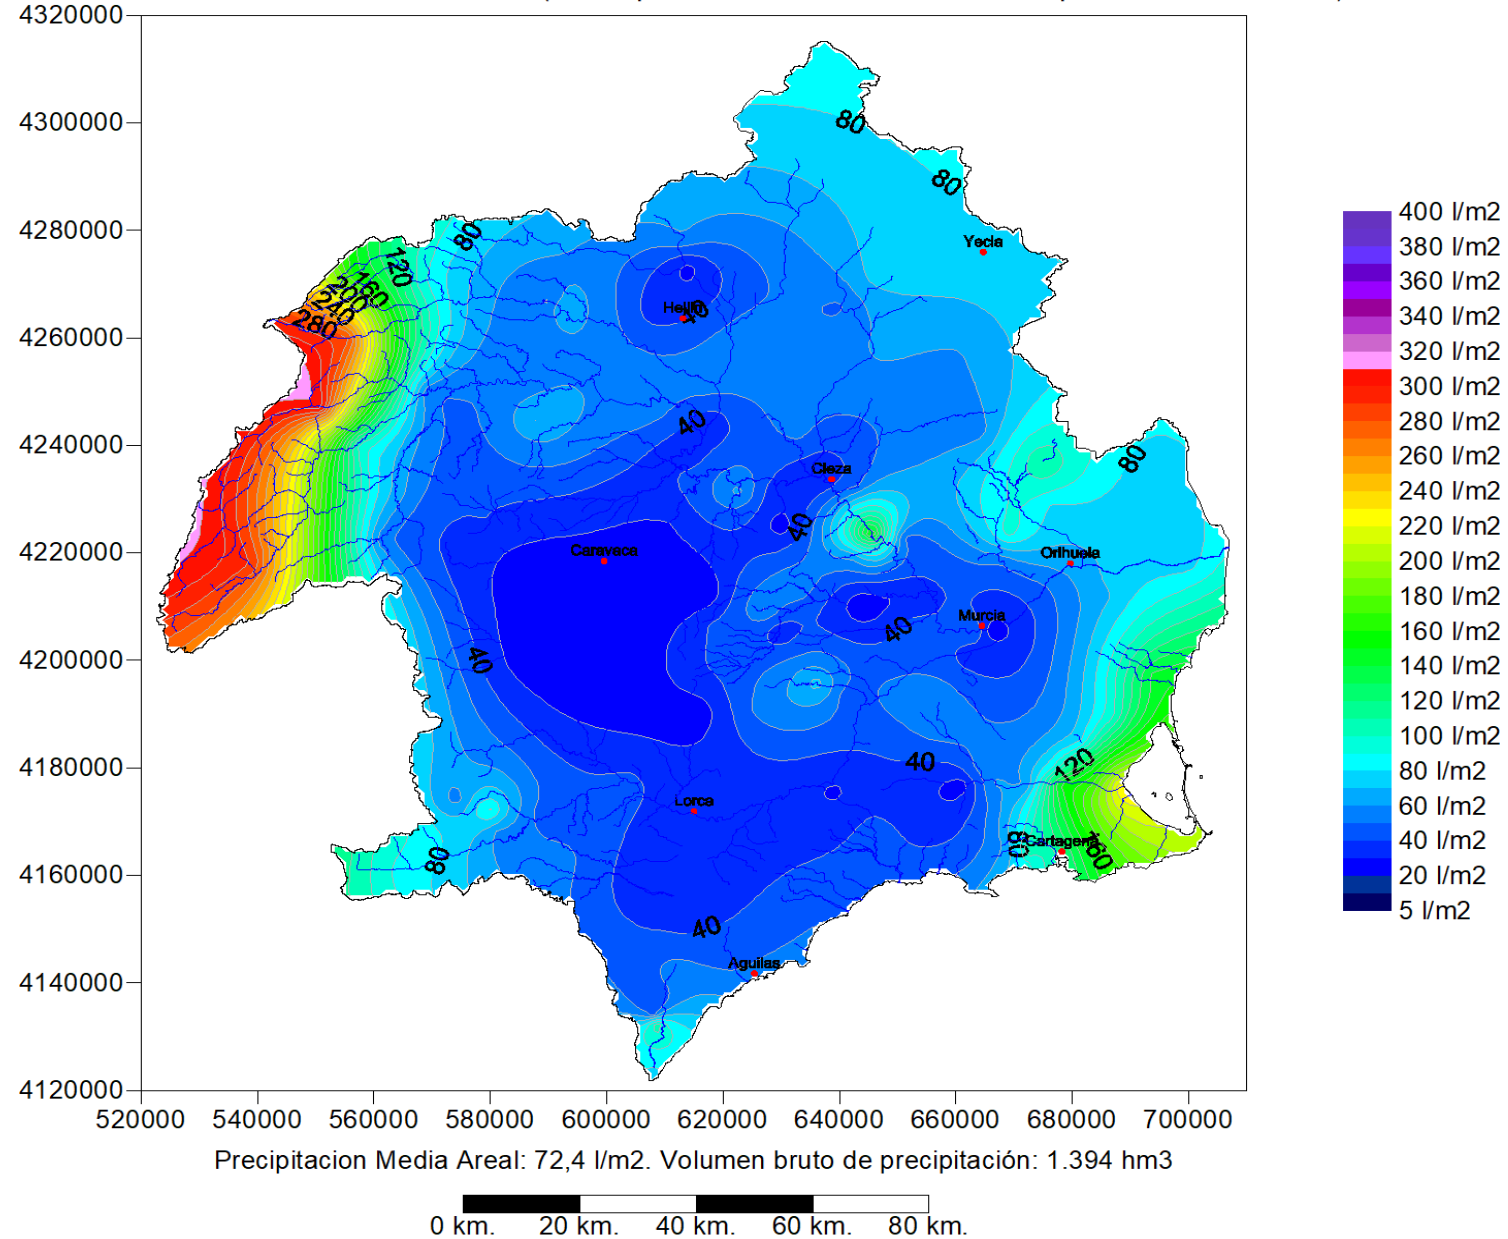 4320000
4300000
4280000
4260000
4240000
4220000
4200000
4180000
4160000
4140000
4120000
520000 540000 560000 580000 600000 620000 640000 660000 680000 700000
80
80
Yecla
80
120
160
200
240
280
Hellin
40
40
80
Cieza
40
Caravaca
Orihuela
Murcia
40
40
40
120
Lorca
80
Cartagena
160
80
40
Aguilas
400 l/m2
380 l/m2
360 l/m2
340 l/m2
320 l/m2
300 l/m2
280 l/m2
260 l/m2
240 l/m2
220 l/m2
200 l/m2
180 l/m2
160 l/m2
140 l/m2
120 l/m2
100 l/m2
80 l/m2
60 l/m2
40 l/m2
20 l/m2
5 l/m2
Precipitacion Media Areal: 72,4 l/m2. Volumen bruto de precipitación: 1.394 hm3
0 km. 20 km. 40 km. 60 km. 80 km.